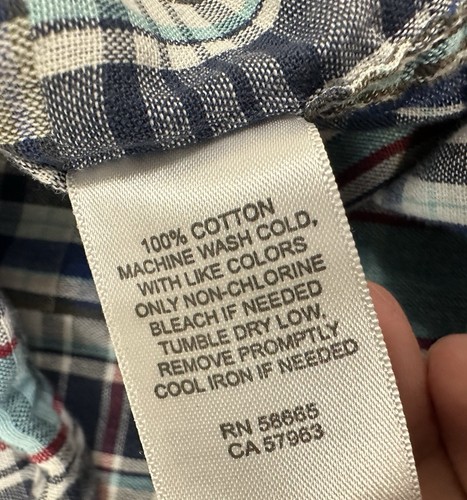 100% COTTON
MACHINE WASH COLD,
WITH LIKE COLORS
ONLY NON-CHLORINE
BLEACH IF NEEDED
TUMBLE DRY LOW.
REMOVE PROMPTLY
COOL IRON IF NEEDED
RN 58665
CA 57963